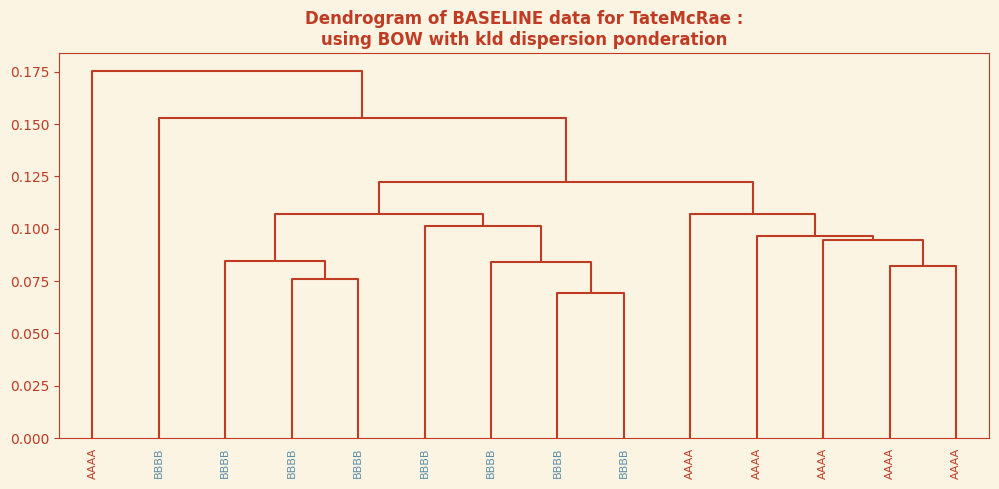 Dendrogram of BASELINE data for TateMcRae :
using BOW with kld dispersion ponderation
0.175
0.150
0.125
0.100
0.075
0.050
0.025
0.000
AAAA BBBB BBBB BBBB BBBB BBBB BBBB BBBB BBBB AAAA AAAA AAAA AAAA AAAA